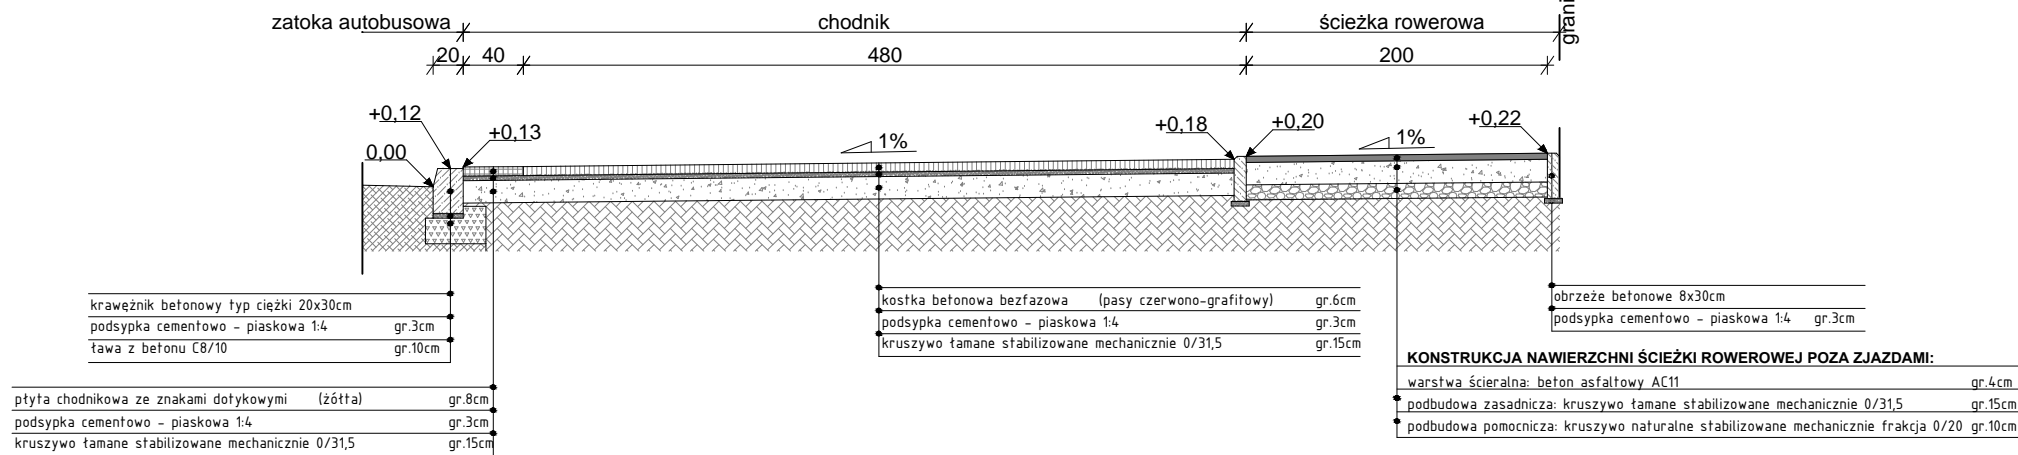 zatoka autobusowa
chodnik
ścieżka rowerowa
20
40
480
200
+0,12
+0,13
0,00
1%
+0,18
+0,20
1%
+0,22
krawężnik betonowy typ ciężki 20x30cm
podsypka cementowo - piaskowa 1:4 gr.3cm
ława z betonu C8/10 gr.10cm
płyta chodnikowa ze znakami dotykowymi (żółta) gr.8cm
podsypka cementowo - piaskowa 1:4 gr.3cm
kruszywo łamane stabilizowane mechanicznie 0/31,5 gr.15cm
kostka betonowa bezfazowa (pasy czerwono-grafitowy) gr.6cm
podsypka cementowo - piaskowa 1:4 gr.3cm
kruszywo łamane stabilizowane mechanicznie 0/31,5 gr.15cm
obrzeże betonowe 8x30cm
podsypka cementowo - piaskowa 1:4 gr.3cm
KONSTRUKCJA NAWIERZCHNI ŚCIEŻKI ROWEROWEJ POZA ZJAZDAMI:
warstwa ścieralna: beton asfaltowy AC11 gr.4cm
podbudowa zasadnicza: kruszywo łamane stabilizowane mechanicznie 0/31,5 gr.15cm
podbudowa pomocnicza: kruszywo naturalne stabilizowane mechanicznie frakcja 0/20 gr.10cm